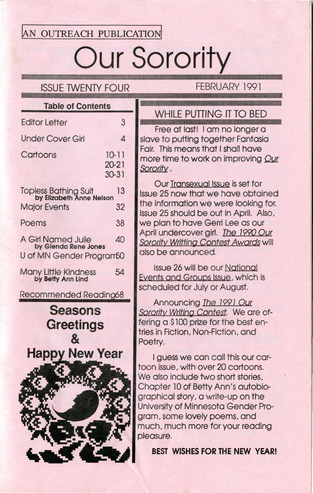 AN OUTREACH PUBLICATION
Our Sorority
ISSUE TWENTY FOUR FEBRUARY 1991
Table of Contents
Editor Letter 3
Under Cover Girl 4
Cartoons 10-11
20-21
30-31
Topless Bathing Suit 13
by Elizabeth Anne Nelson
Major Events 32
Poems 38
A Girl Named Julie 40
by Glenda Rene Jones
U of MN Gender Program50
Many Little Kindness 54
by Betty Ann Lind
Recommended Reading68
Seasons
Greetings
&
Happy New Year
WHILE PUTTING IT TO BED
Free at last! I am no longer a
slave to putting together Fantasia
Fair. This means that I shall have
more time to work on improving Our
Sorority.
Our Transexual Issue is set for
Issue 25 now that we have obtained
the information we were looking for.
Issue 25 should be out in April. Also,
we plan to have Gerri Lee as our
April undercover girl. The 1990 Our
Sorority Writting Contest Awards will
also be announced.
Issue 26 will be our National
Events and Groups Issue, which is
scheduled for July or August.
Announcing The 1991 Our
Sorority Writing Contest. We are of-
fering a $100 prize for the best en-
tries in Fiction, Non-Fiction, and
Poetry.
I guess we can call this our car-
toon issue, with over 20 cartoons.
We also include two short stories,
Chapter 10 of Betty Ann's autobio-
graphical story, a write-up on the
University of Minnesota Gender Pro-
gram, some lovely poems, and
much, much more for your reading
pleasure.
BEST WISHES FOR THE NEW YEAR!